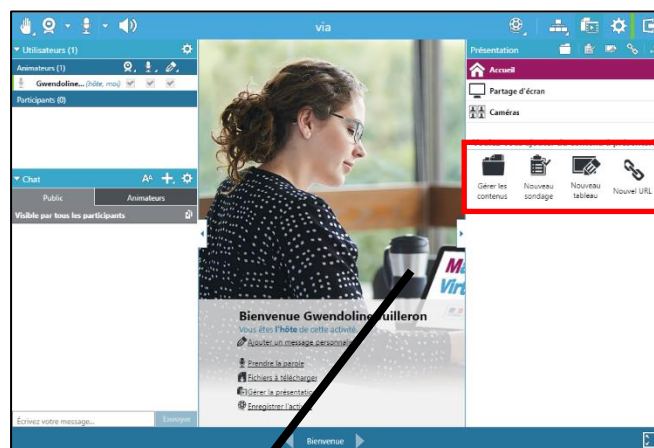 via
Utilisateurs (1)
Animateurs (1)
Gwendoline... (hôte, moi)
Participants (0)
Chat
Public
Animateurs
Visible par tous les participants
Écrivez votre message...
Envoyer
Bienvenue Gwendoline
Vous êtes l'hôte de cette activité.
Ajouter un message personnalisé
Prendre la parole
Fichiers à télécharger
Gérer la présentation
Enregistrer l'activité
Bienvenue
Présentation
Accueil
Partage d'écran
Caméras
Gérer les contenus
Nouveau sondage
Nouveau tableau
Nouvel URL